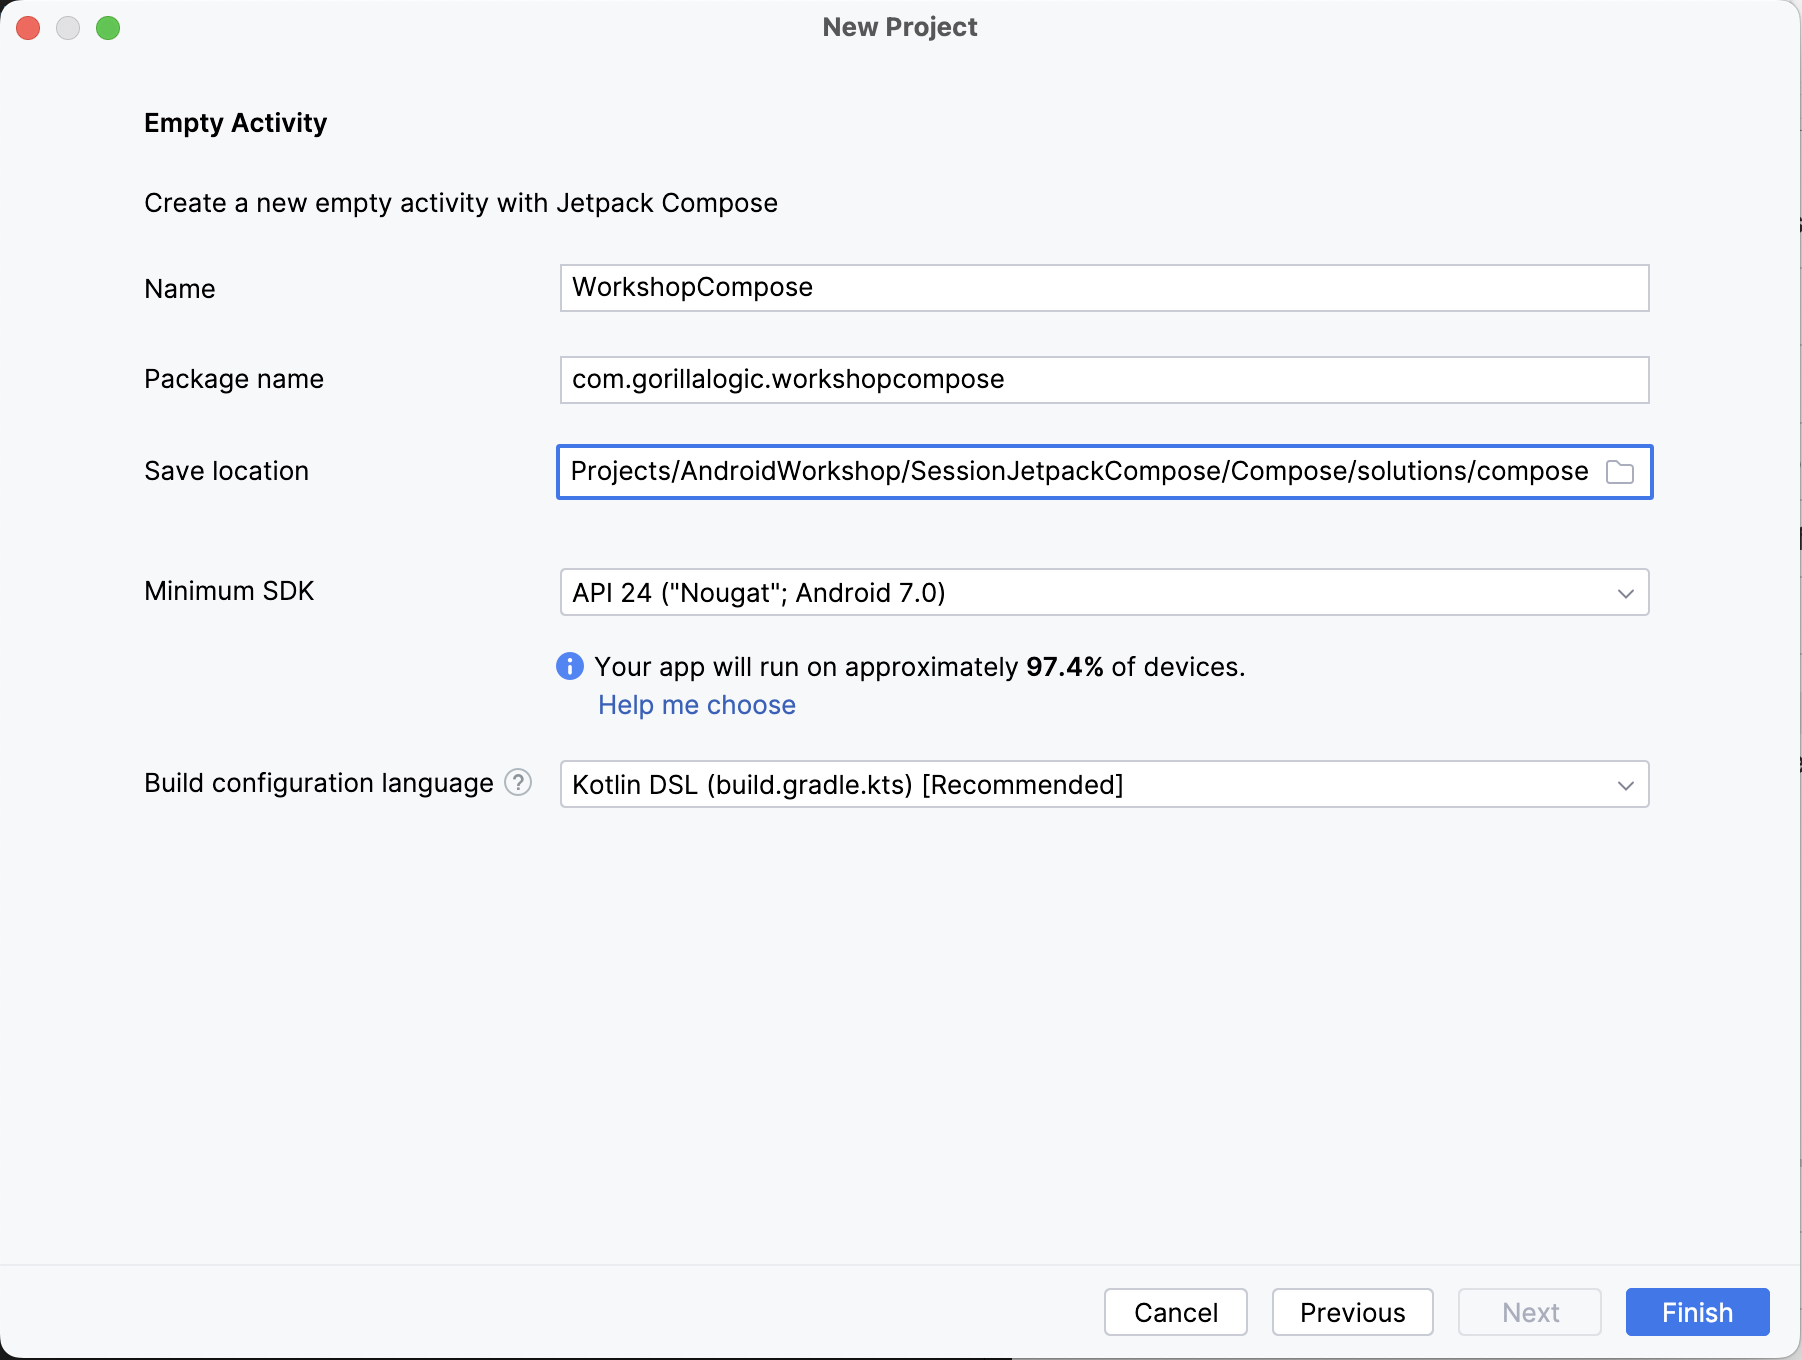 New Project
Empty Activity
Create a new empty activity with Jetpack Compose
Name WorkshopCompose
Package name com.gorillalogic.workshopcompose
Save location Projects/AndroidWorkshop/SessionJetpackCompose/Compose/solutions/compose
Minimum SDK API 24 ("Nougat"; Android 7.0)
Your app will run on approximately 97.4% of devices.
Help me choose
Build configuration language ? Kotlin DSL (build.gradle.kts) [Recommended]
Cancel Previous Next Finish